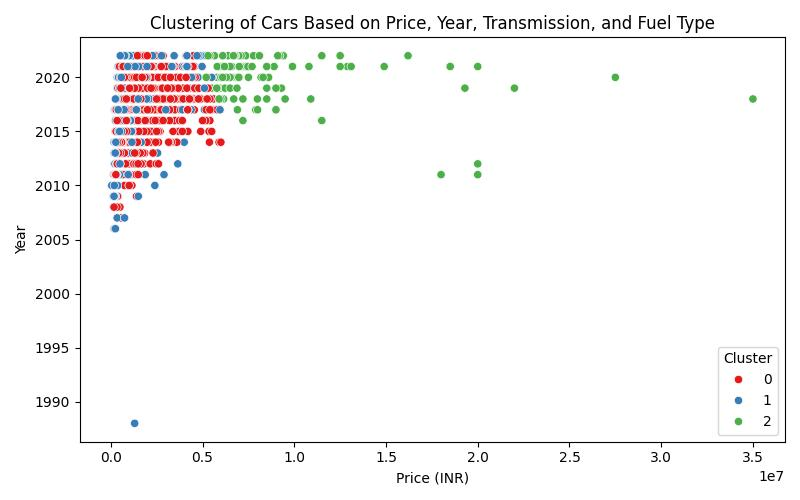 Clustering of Cars Based on Price, Year, Transmission, and Fuel Type
Year
2020
2015
2010
2005
2000
1995
1990
Cluster
0
1
2
0.0 0.5 1.0 1.5 2.0 2.5 3.0 3.5
1e7
Price (INR)